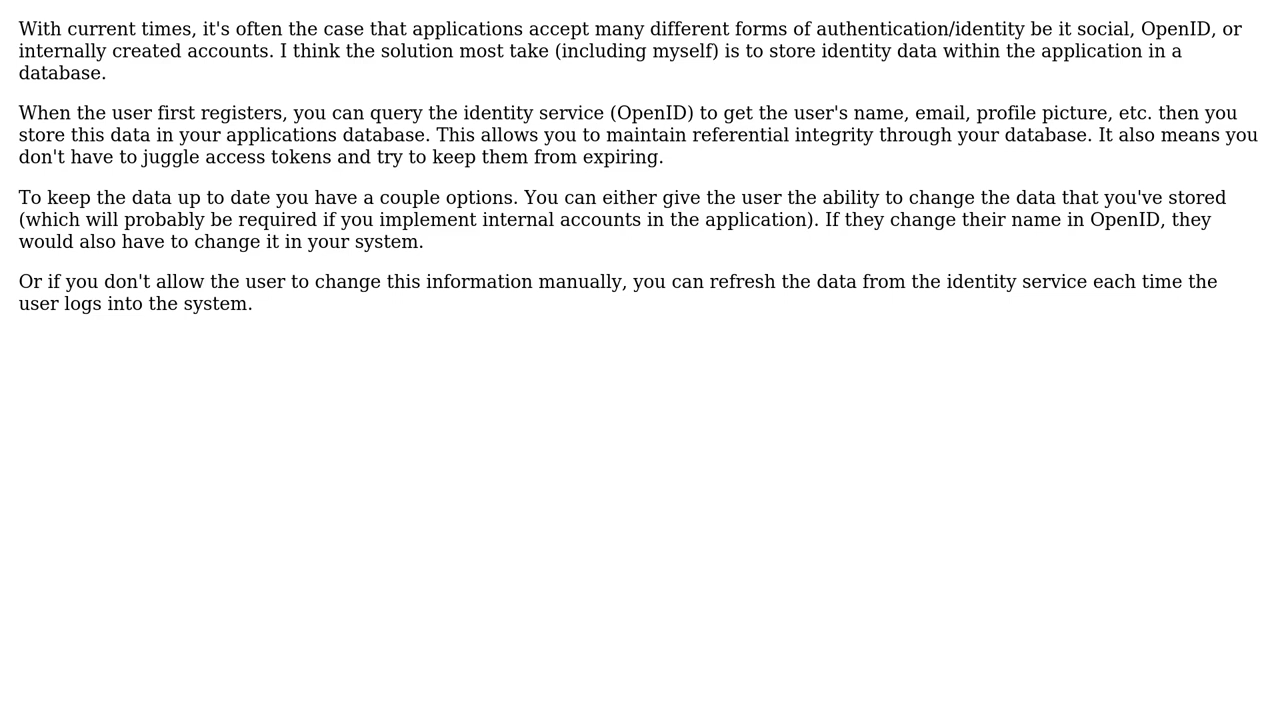 With current times, it's often the case that applications accept many different forms of authentication/identity be it social, OpenID, or
internally created accounts. I think the solution most take (including myself) is to store identity data within the application in a
database.
When the user first registers, you can query the identity service (OpenID) to get the user's name, email, profile picture, etc. then you
store this data in your applications database. This allows you to maintain referential integrity through your database. It also means you
don't have to juggle access tokens and try to keep them from expiring.
To keep the data up to date you have a couple options. You can either give the user the ability to change the data that you've stored
(which will probably be required if you implement internal accounts in the application). If they change their name in OpenID, they
would also have to change it in your system.
Or if you don't allow the user to change this information manually, you can refresh the data from the identity service each time the
user logs into the system.